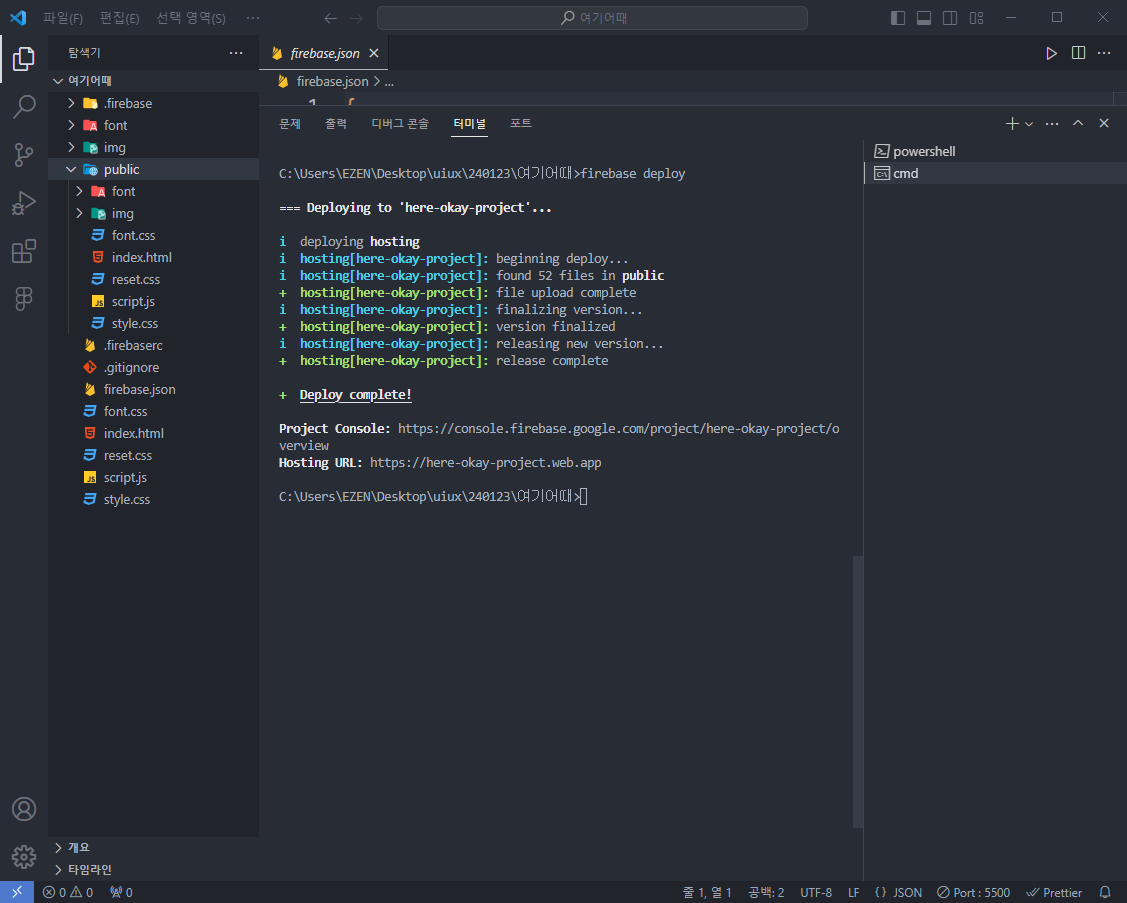 파일(F) 편집(E) 선택 영역(S) ··· 여기어때
탐색기 ···
여기어때
.firebase
font
img
public
font
img
font.css
index.html
reset.css
script.js
style.css
.firebaserc
.gitignore
firebase.json
font.css
index.html
reset.css
script.js
style.css
개요
타임라인
firebase.json
firebase.json > ...
1 {
문제 출력 디버그 콘솔 터미널 포트
C:\Users\EZEN\Desktop\uiux\240123\여기어때>firebase deploy
=== Deploying to 'here-okay-project'...
i deploying hosting
i hosting[here-okay-project]: beginning deploy...
i hosting[here-okay-project]: found 52 files in public
+ hosting[here-okay-project]: file upload complete
i hosting[here-okay-project]: finalizing version...
+ hosting[here-okay-project]: version finalized
i hosting[here-okay-project]: releasing new version...
+ hosting[here-okay-project]: release complete
+ Deploy complete!
Project Console: https://console.firebase.google.com/project/here-okay-project/o
verview
Hosting URL: https://here-okay-project.web.app
C:\Users\EZEN\Desktop\uiux\240123\여기어때>
powershell
cmd
0 0 0 줄 1, 열 1 공백: 2 UTF-8 LF {} JSON Port : 5500 Prettier